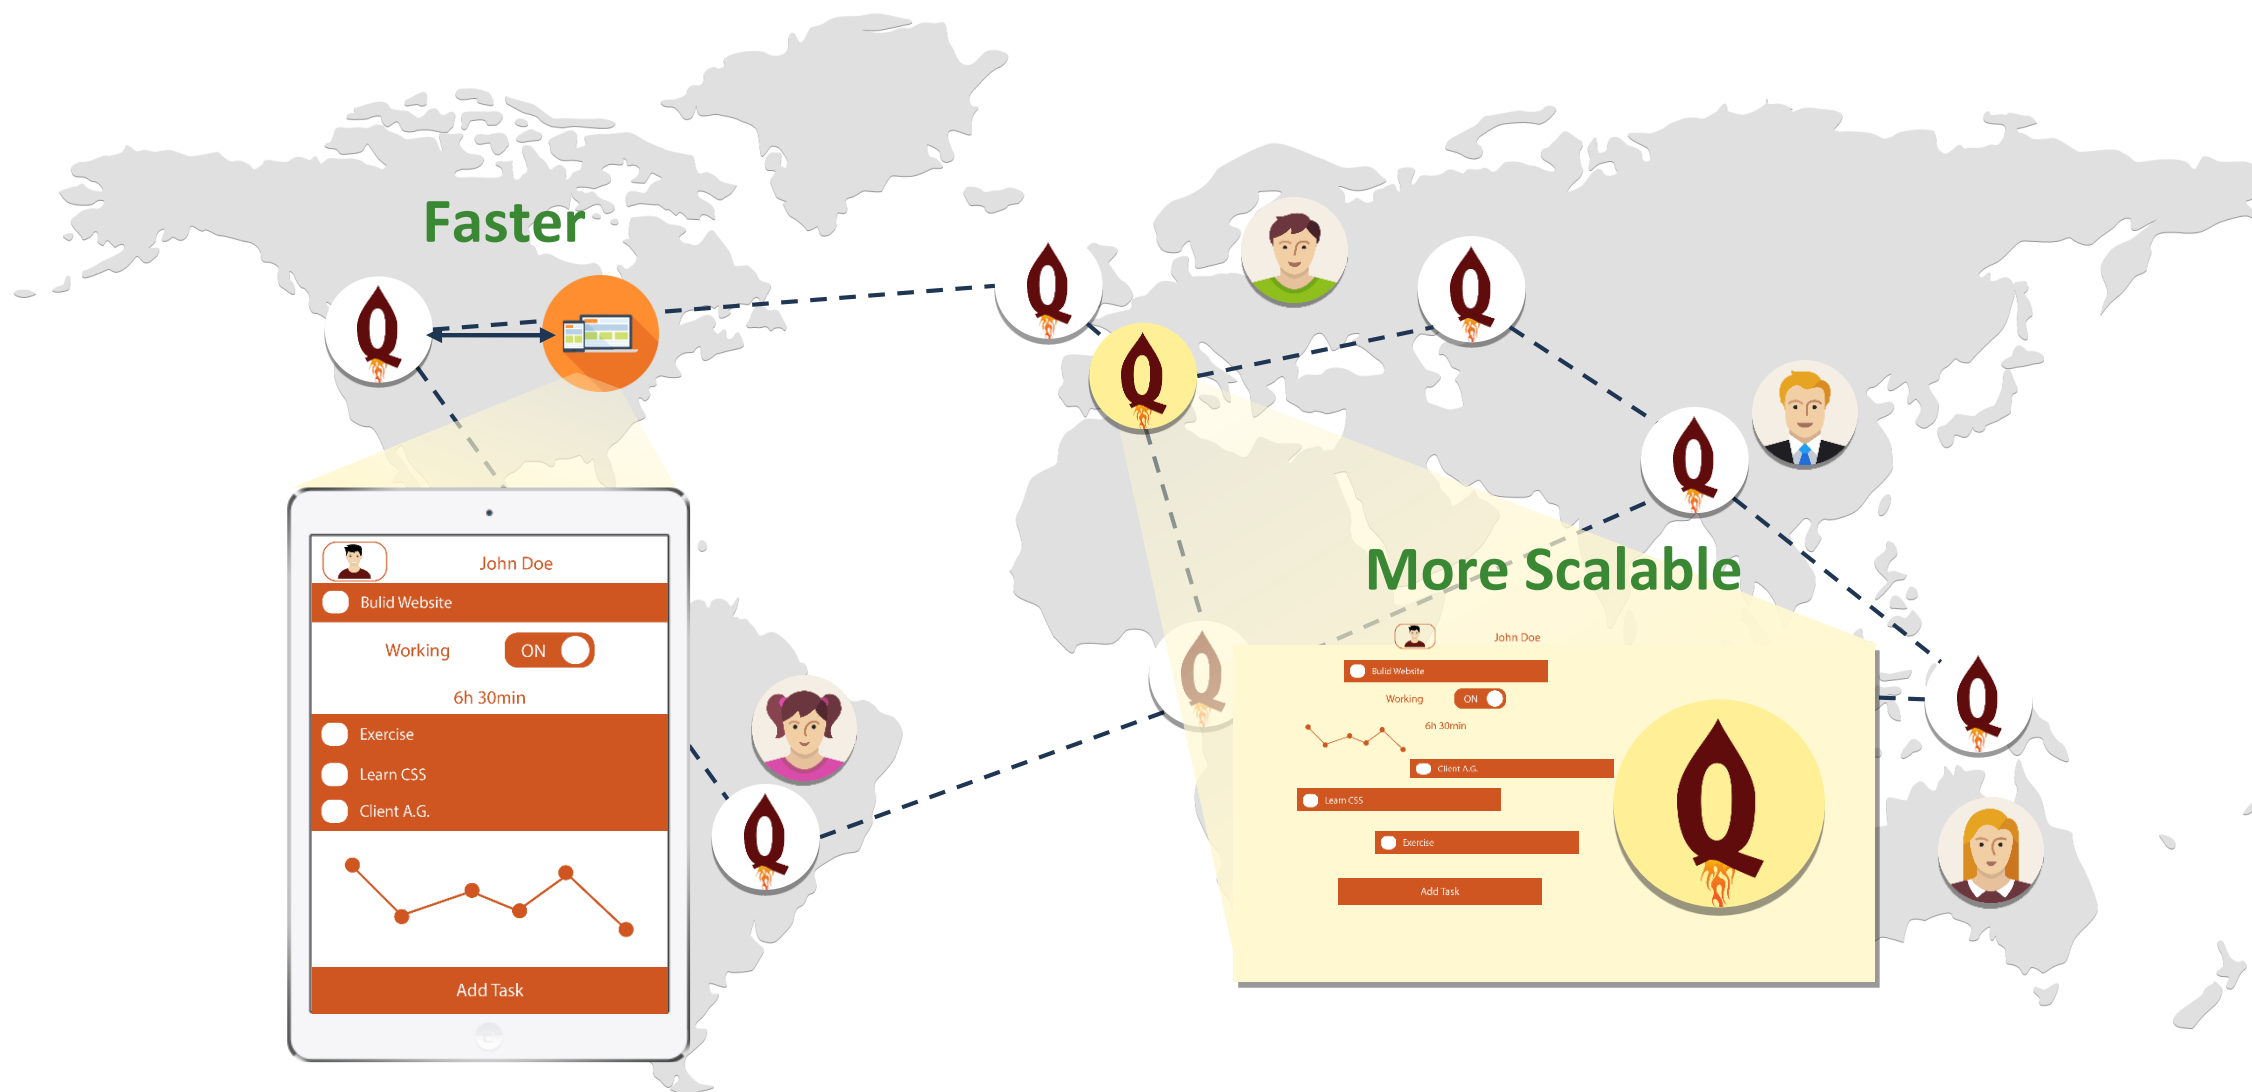 Faster
John Doe
Bulid Website
Working
ON
6h 30min
Exercise
Learn CSS
Client A.G.
Add Task
More Scalable
John Doe
Bulid Website
Working
ON
6h 30min
Client A.G.
Learn CSS
Exercise
Add Task
Q
Q
Q
Q
Q
Q
Q
Q
Q